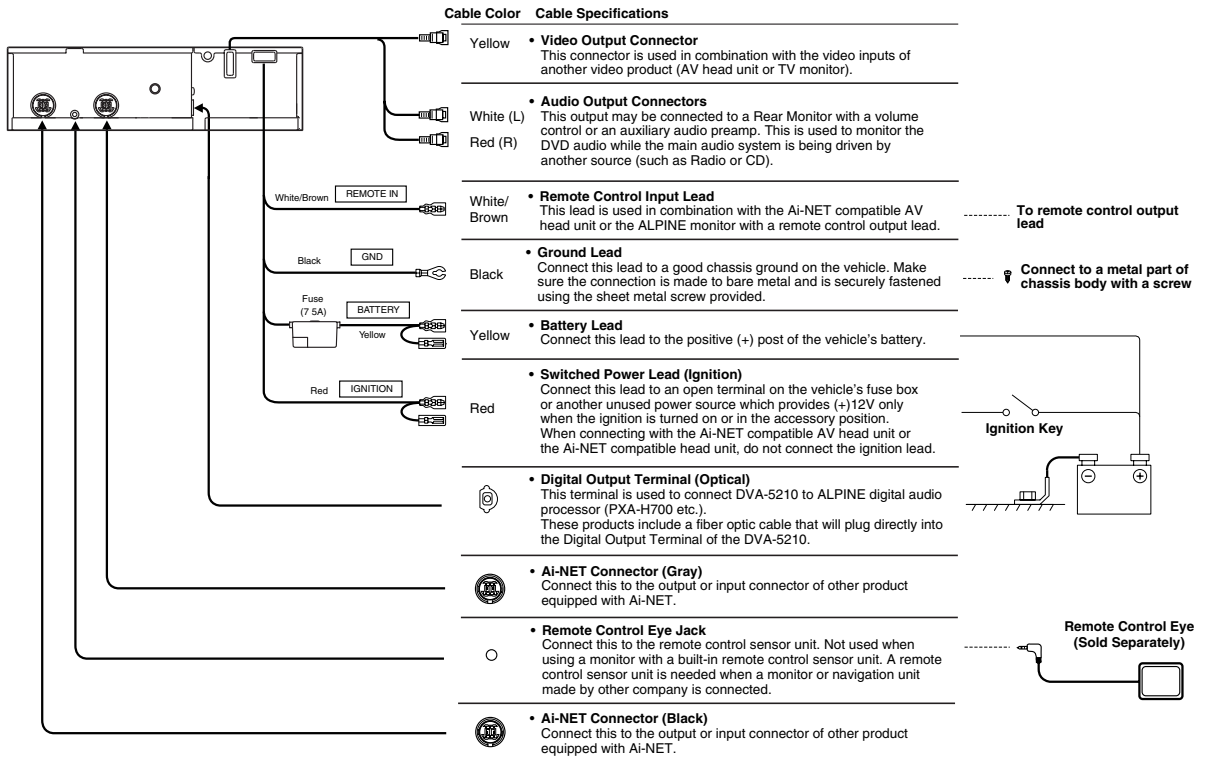 Cable Color Cable Specifications
Yellow
• Video Output Connector
This connector is used in combination with the video inputs of
another video product (AV head unit or TV monitor).
White (L)
Red (R)
• Audio Output Connectors
This output may be connected to a Rear Monitor with a volume
control or an auxiliary audio preamp. This is used to monitor the
DVD audio while the main audio system is being driven by
another source (such as Radio or CD).
White/Brown
REMOTE IN
White/
Brown
• Remote Control Input Lead
This lead is used in combination with the Ai-NET compatible AV
head unit or the ALPINE monitor with a remote control output lead.
To remote control output
lead
Black
GND
Black
• Ground Lead
Connect this lead to a good chassis ground on the vehicle. Make
sure the connection is made to bare metal and is securely fastened
using the sheet metal screw provided.
Connect to a metal part of
chassis body with a screw
Fuse
(7 5A)
BATTERY
Yellow
Yellow
• Battery Lead
Connect this lead to the positive (+) post of the vehicle's battery.
Red
IGNITION
Red
• Switched Power Lead (Ignition)
Connect this lead to an open terminal on the vehicle's fuse box
or another unused power source which provides (+)12V only
when the ignition is turned on or in the accessory position.
When connecting with the Ai-NET compatible AV head unit or
the Ai-NET compatible head unit, do not connect the ignition lead.
Ignition Key
− +
• Digital Output Terminal (Optical)
This terminal is used to connect DVA-5210 to ALPINE digital audio
processor (PXA-H700 etc.).
These products include a fiber optic cable that will plug directly into
the Digital Output Terminal of the DVA-5210.
• Ai-NET Connector (Gray)
Connect this to the output or input connector of other product
equipped with Ai-NET.
• Remote Control Eye Jack
Connect this to the remote control sensor unit. Not used when
using a monitor with a built-in remote control sensor unit. A remote
control sensor unit is needed when a monitor or navigation unit
made by other company is connected.
Remote Control Eye
(Sold Separately)
• Ai-NET Connector (Black)
Connect this to the output or input connector of other product
equipped with Ai-NET.